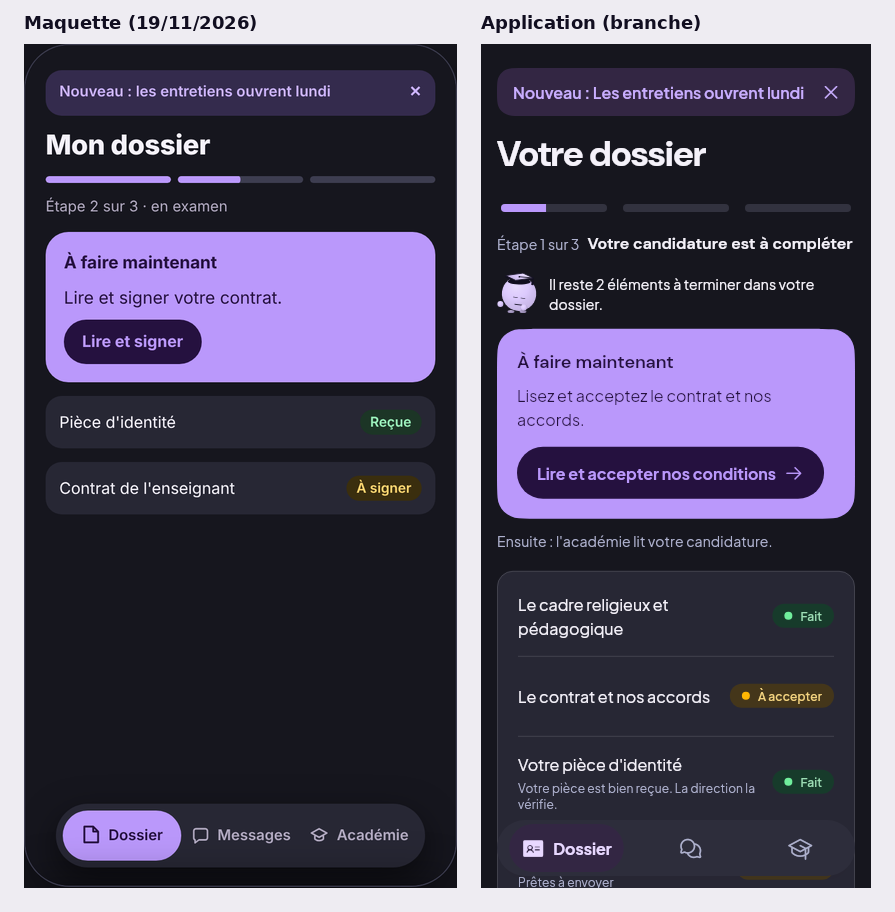 Maquette (19/11/2026)
Nouveau : les entretiens ouvrent lundi
Mon dossier
Étape 2 sur 3 · en examen
À faire maintenant
Lire et signer votre contrat.
Lire et signer
Pièce d'identité
Reçue
Contrat de l'enseignant
À signer
Dossier
Messages
Académie
Application (branche)
Nouveau : Les entretiens ouvrent lundi
Votre dossier
Étape 1 sur 3 Votre candidature est à compléter
Il reste 2 éléments à terminer dans votre
dossier.
À faire maintenant
Lisez et acceptez le contrat et nos
accords.
Lire et accepter nos conditions
Ensuite : l'académie lit votre candidature.
Le cadre religieux et
pédagogique
Fait
Le contrat et nos accords
À accepter
Votre pièce d'identité
Votre pièce est bien reçue. La direction la
vérifie.
Fait
Dossier
Prêtes à envoyer